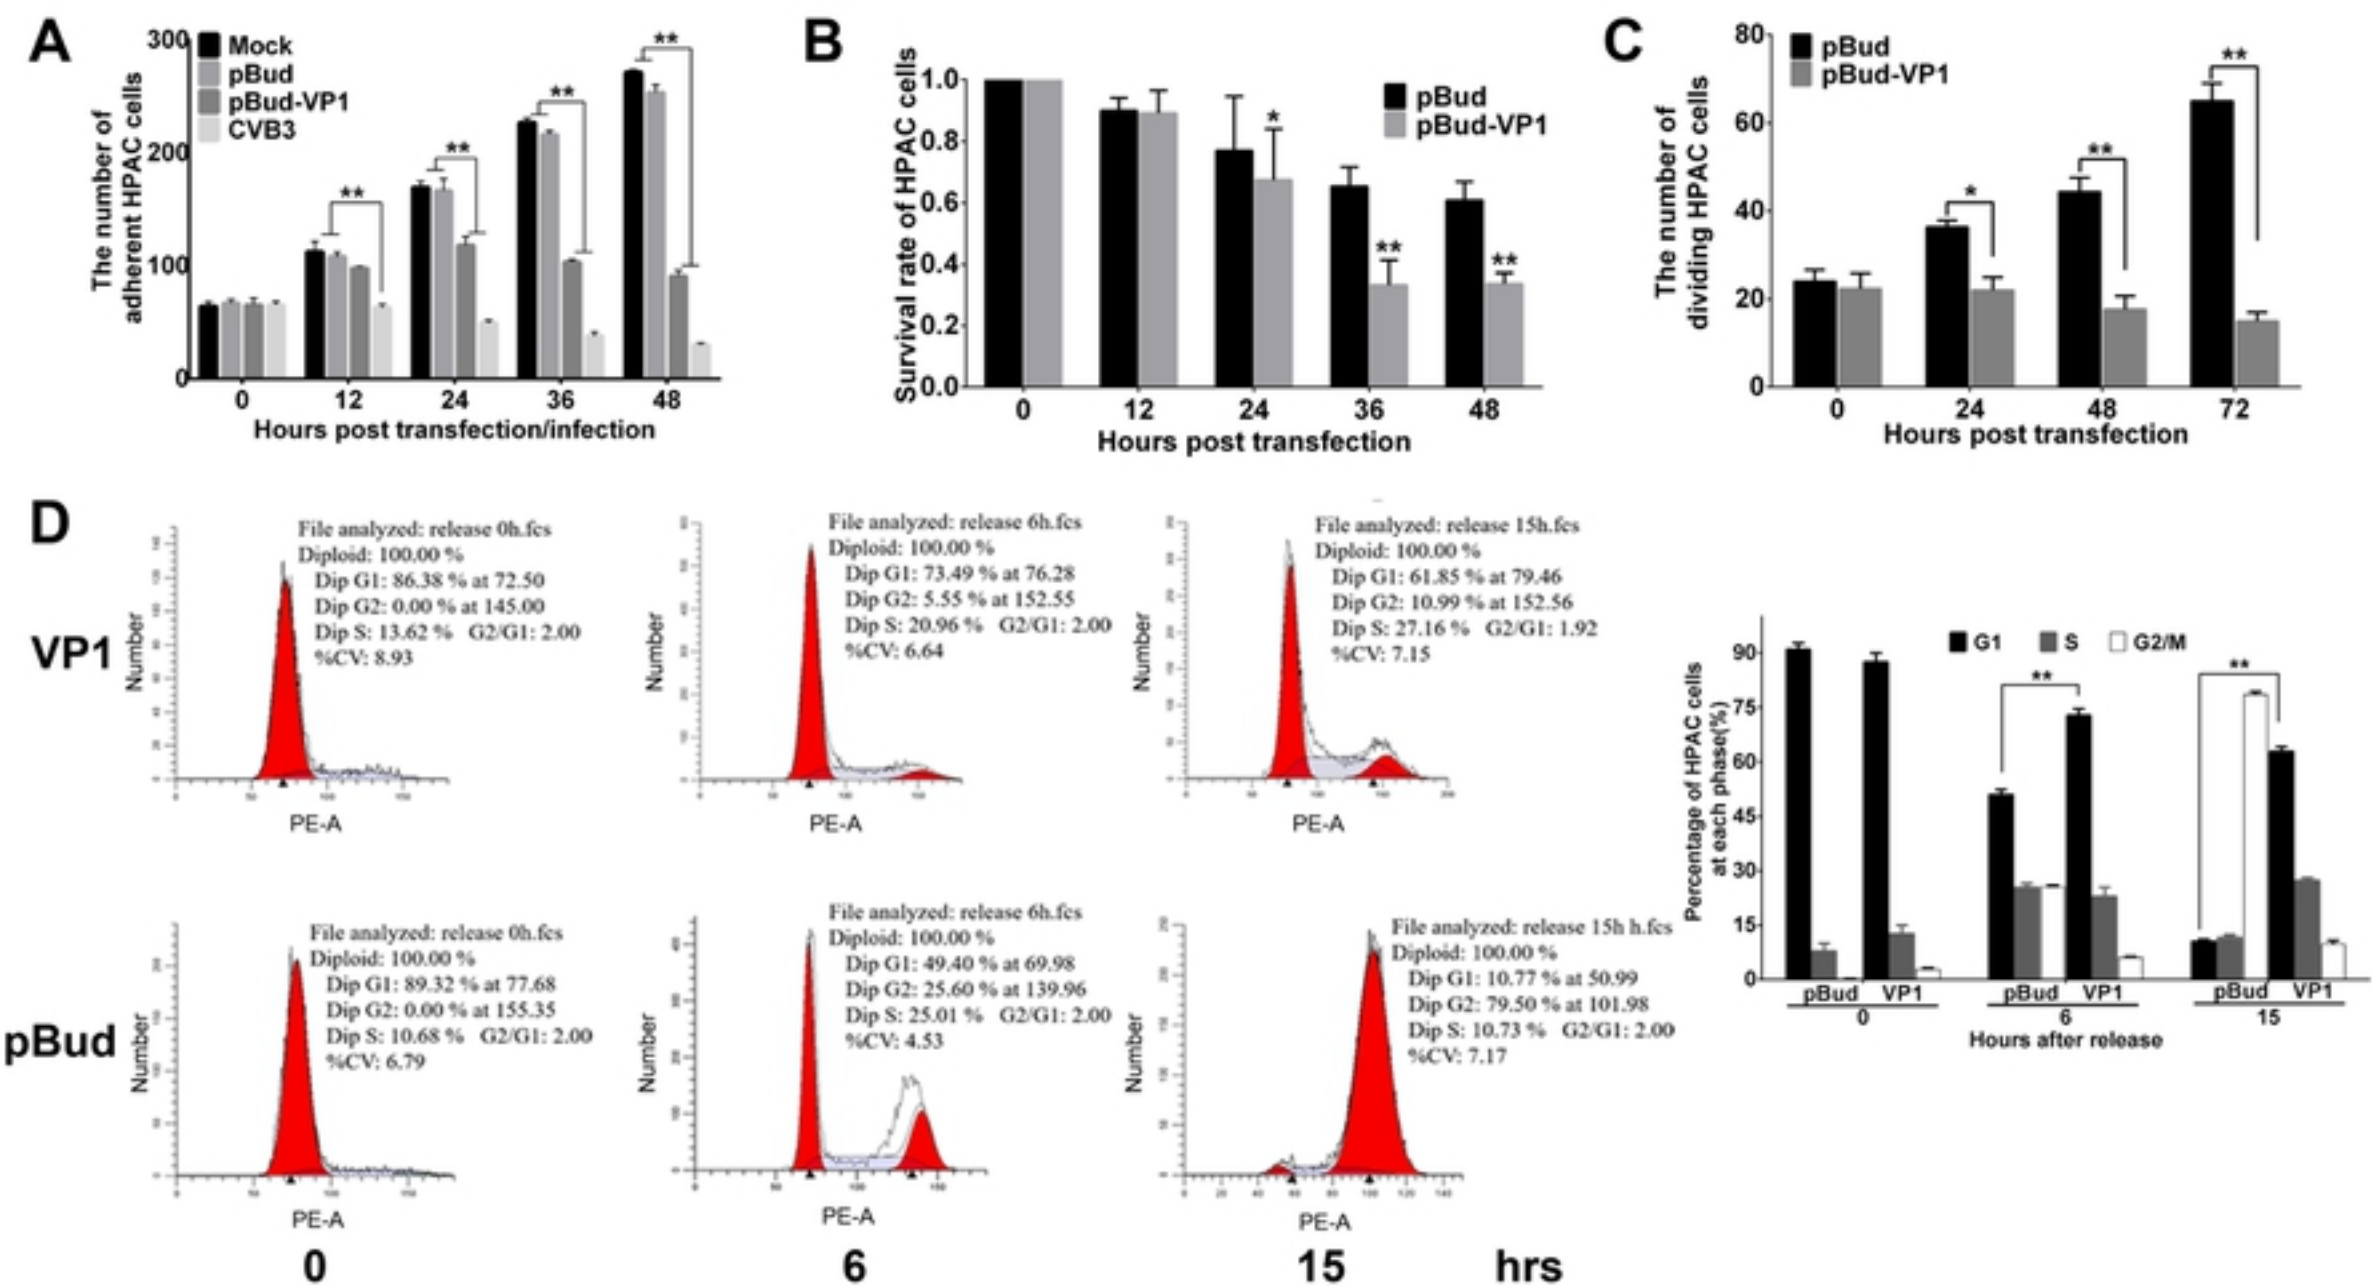 A
300
200
100
0
Mock
pBud
pBud-VP1
CVB3
**
**
**
**
The number of
adherent HPAC cells
0 12 24 36 48
Hours post transfection/infection
B
1.0
0.8
0.6
0.4
0.2
0.0
pBud
pBud-VP1
*
**
**
Survival rate of HPAC cells
0 12 24 36 48
Hours post transfection
C
80
60
40
20
0
pBud
pBud-VP1
*
**
**
The number of
dividing HPAC cells
0 24 48 72
Hours post transfection
D
VP1
File analyzed: release 0h.fcs
Diploid: 100.00 %
Dip G1: 86.38 % at 72.50
Dip G2: 0.00 % at 145.00
Dip S: 13.62 % G2/G1: 2.00
%CV: 8.93
Number
PE-A
File analyzed: release 6h.fcs
Diploid: 100.00 %
Dip G1: 73.49 % at 76.28
Dip G2: 5.55 % at 152.55
Dip S: 20.96 % G2/G1: 2.00
%CV: 6.64
Number
PE-A
File analyzed: release 15h.fcs
Diploid: 100.00 %
Dip G1: 61.85 % at 79.46
Dip G2: 10.99 % at 152.56
Dip S: 27.16 % G2/G1: 1.92
%CV: 7.15
Number
PE-A
pBud
File analyzed: release 0h.fcs
Diploid: 100.00 %
Dip G1: 89.32 % at 77.68
Dip G2: 0.00 % at 155.35
Dip S: 10.68 % G2/G1: 2.00
%CV: 6.79
Number
PE-A
File analyzed: release 6h.fcs
Diploid: 100.00 %
Dip G1: 49.40 % at 69.98
Dip G2: 25.60 % at 139.96
Dip S: 25.01 % G2/G1: 2.00
%CV: 4.53
Number
PE-A
File analyzed: release 15h h.fcs
Diploid: 100.00 %
Dip G1: 10.77 % at 50.99
Dip G2: 79.50 % at 101.98
Dip S: 10.73 % G2/G1: 2.00
%CV: 7.17
Number
PE-A
0 6 15 hrs
G1 S G2/M
**
**
90
75
60
45
30
15
0
Percentage of HPAC cells
at each phase(%)
pBud VP1 pBud VP1 pBud VP1
0 6 15
Hours after release